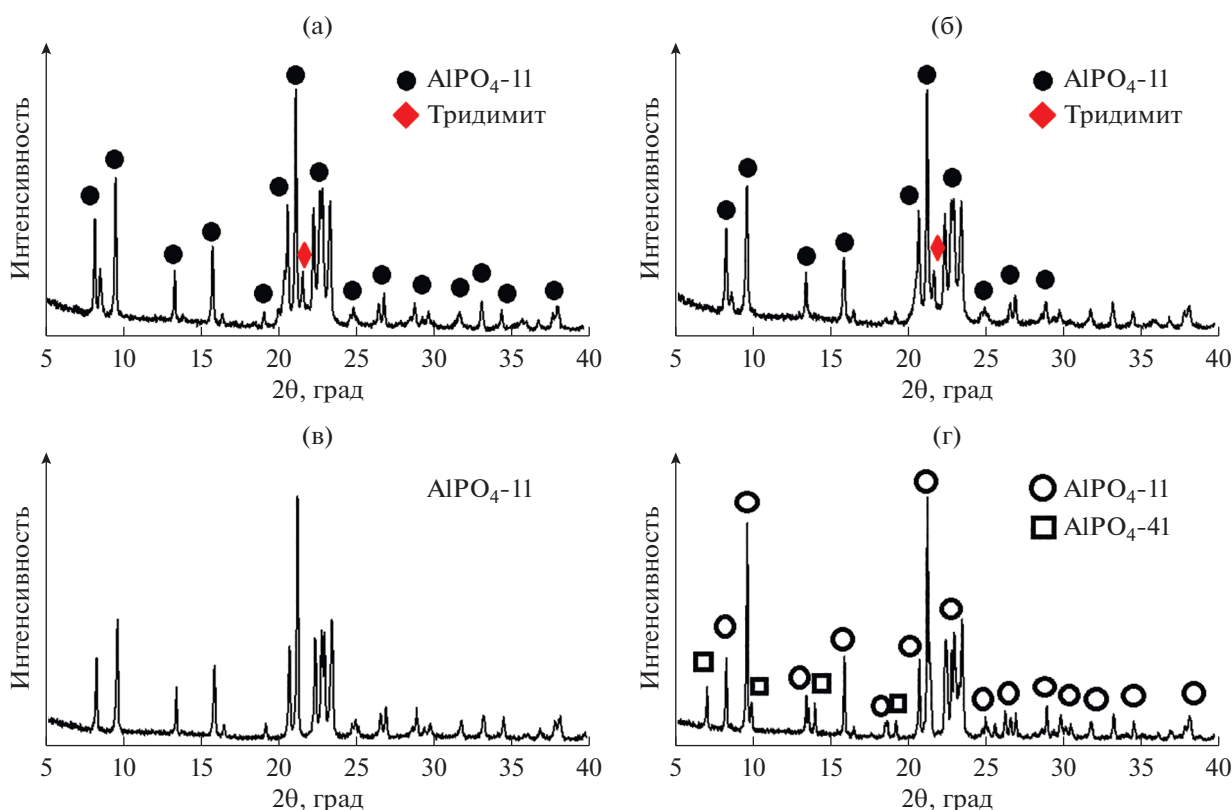 (а)
Интенсивность
AlPO4-11
Тридимит
5 10 15 20 25 30 35 40
2θ, град
(б)
Интенсивность
AlPO4-11
Тридимит
5 10 15 20 25 30 35 40
2θ, град
(в)
Интенсивность
AlPO4-11
5 10 15 20 25 30 35 40
2θ, град
(г)
Интенсивность
AlPO4-11
AlPO4-41
5 10 15 20 25 30 35 40
2θ, град